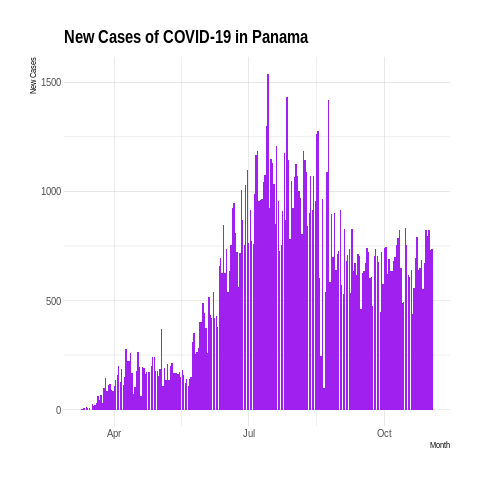 New Cases of COVID-19 in Panama
New Cases
1500
1000
500
0
Apr
Jul
Oct
Month